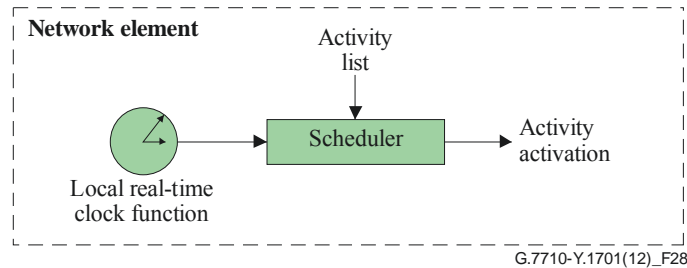 Network element
Activity
list
Scheduler
Activity
activation
Local real-time
clock function
G.7710-Y.1701(12)_F28